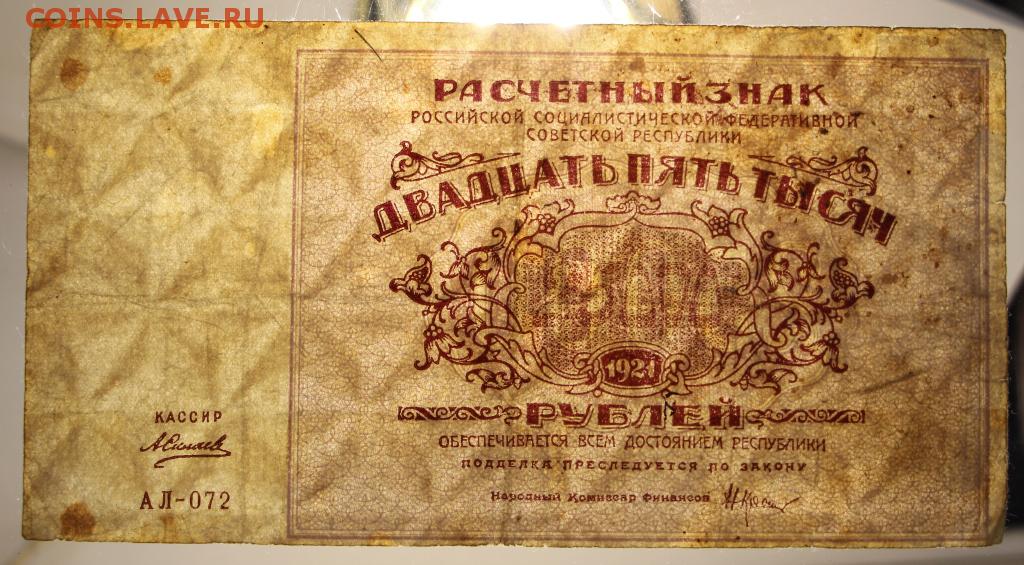 COINS.LAVE.RU
РАСЧЕТНЫЙ ЗНАК
РОССИЙСКОЙ СОЦИАЛИСТИЧЕСКОЙ ФЕДЕРАТИВНОЙ
СОВЕТСКОЙ РЕСПУБЛИКИ
ДВАДЦАТЬ ПЯТЬ ТЫСЯЧ
1921
РУБЛЕЙ
ОБЕСПЕЧИВАЕТСЯ ВСЕМ ДОСТОЯНИЕМ РЕСПУБЛИКИ
ПОДДЕЛКА ПРЕСЛЕДУЕТСЯ ПО ЗАКОНУ
Народный Комиссар Финансов
КАССИР
АЛ-072